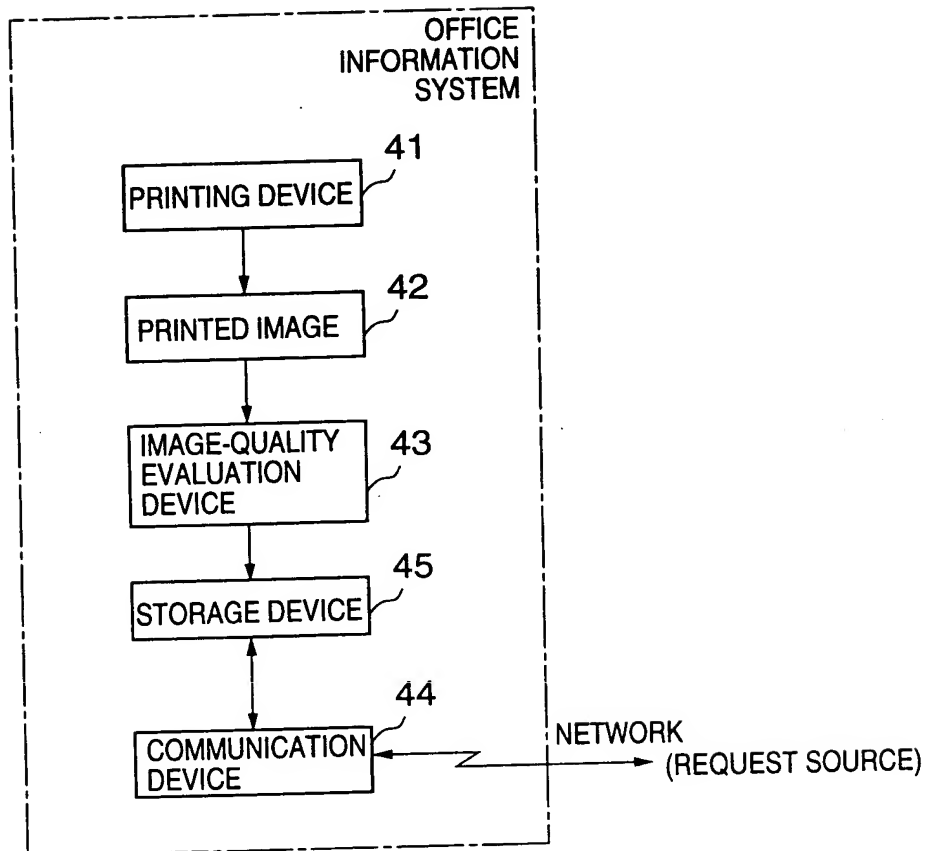 OFFICE
INFORMATION
SYSTEM
41
PRINTING DEVICE
42
PRINTED IMAGE
IMAGE-QUALITY
EVALUATION
DEVICE
43
45
STORAGE DEVICE
44
COMMUNICATION
DEVICE
NETWORK
(REQUEST SOURCE)